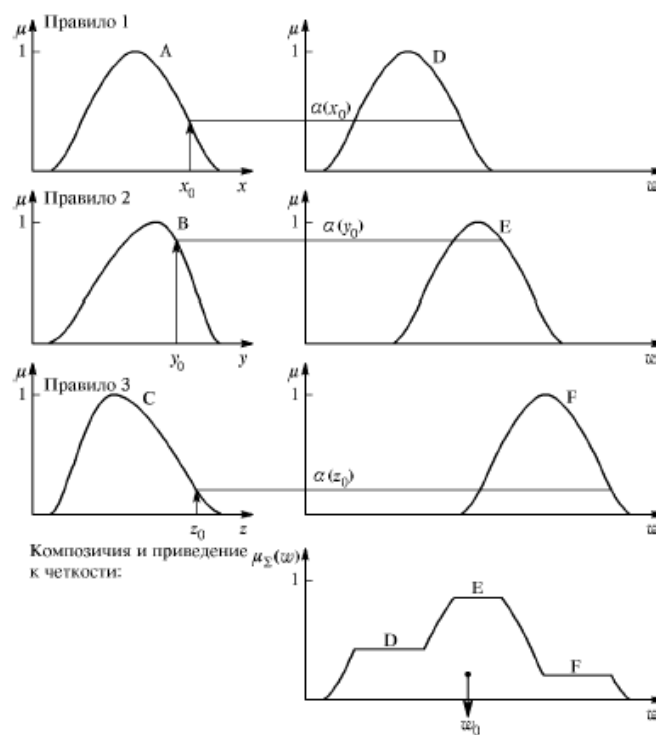 μ Правило 1
1
A
x₀ x
μ
1
D
α(x₀)
w
μ Правило 2
1
B
y₀ y
μ
1
E
α(y₀)
w
μ Правило 3
1
C
z₀ z
μ
1
F
α(z₀)
w
Композичия и приведение
к четкости:
μ_Σ(w)
1
D
E
F
w₀
w